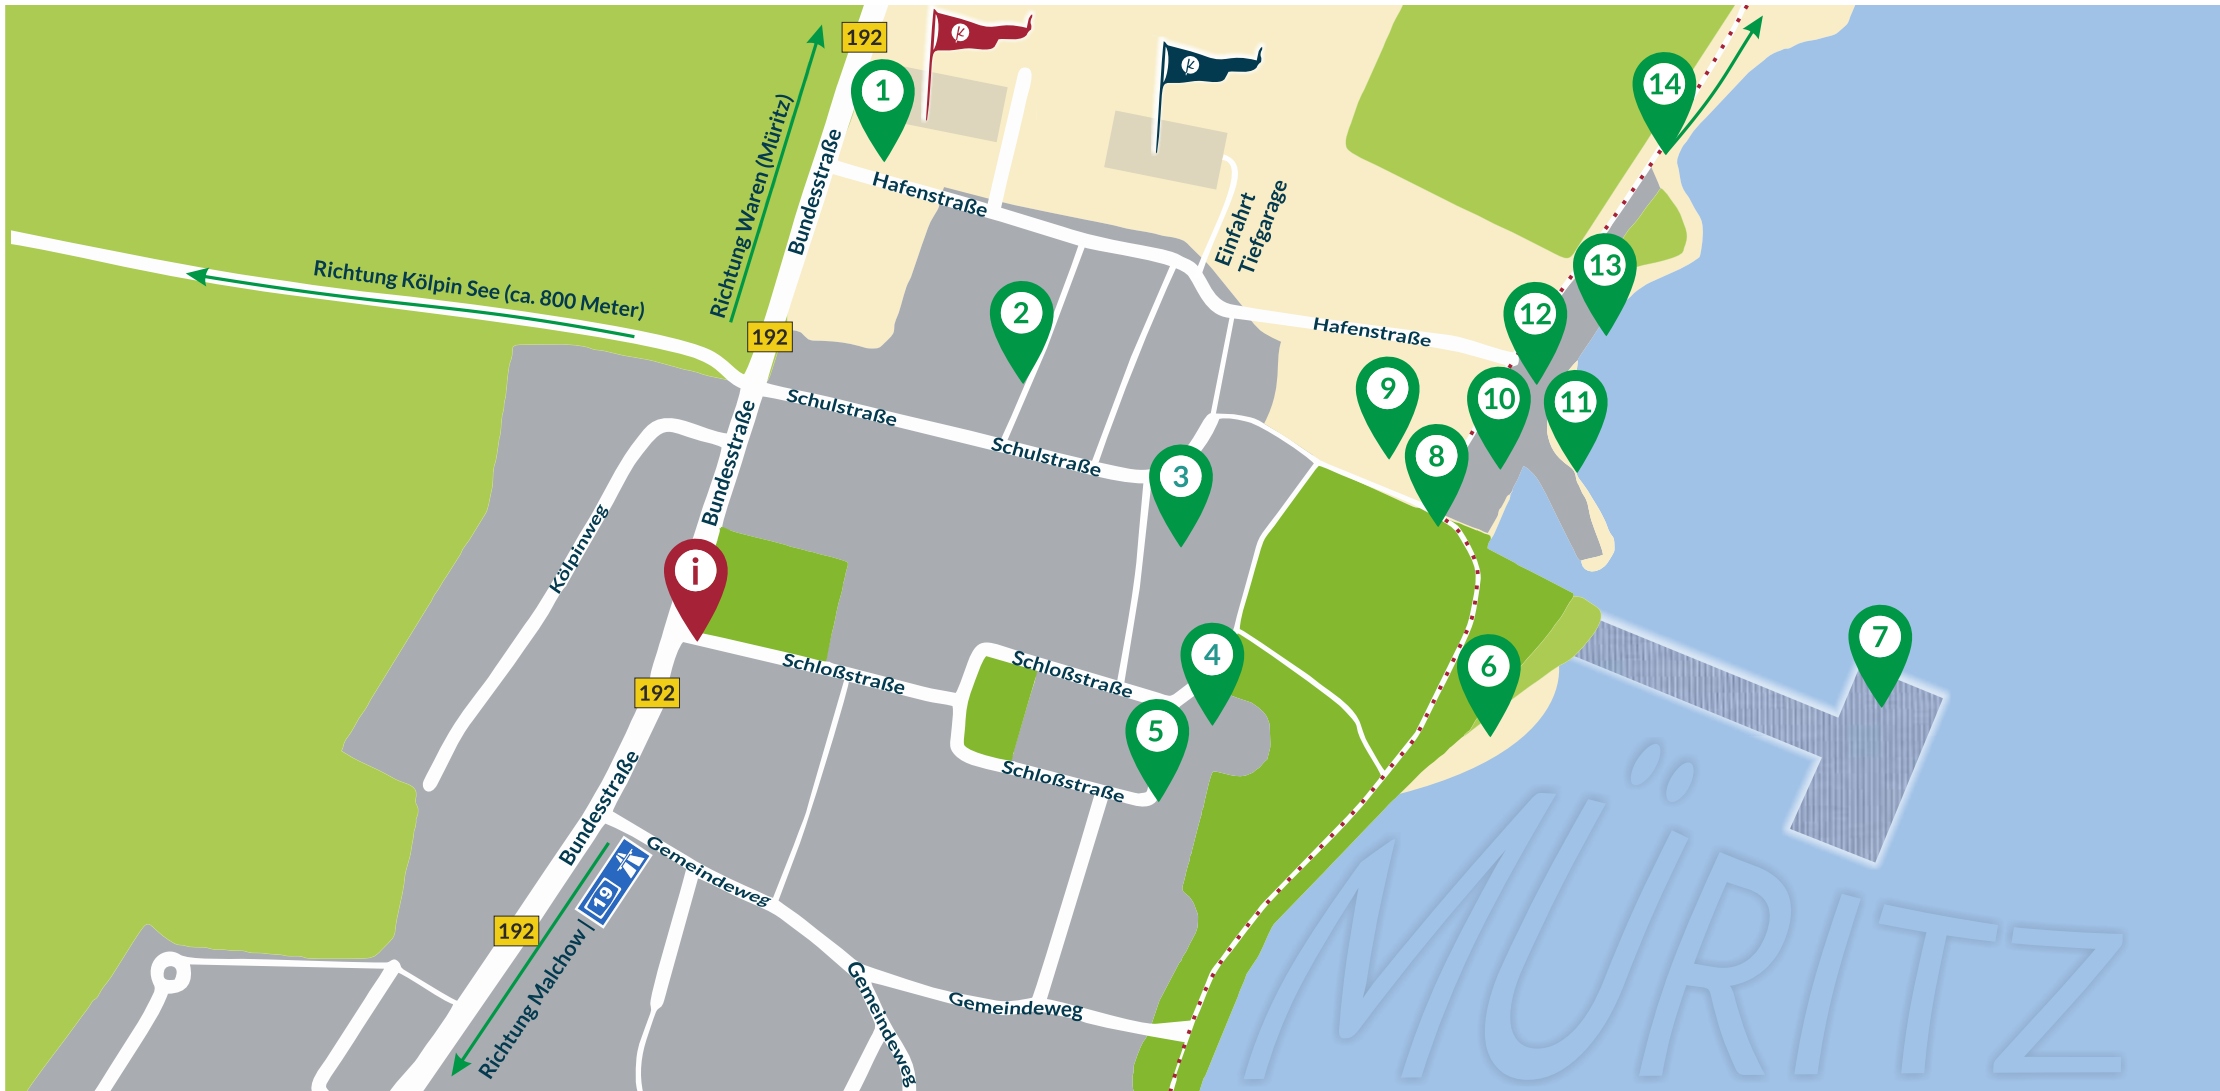 192
1
14
Richtung Waren (Müritz)
Bundesstraße
Hafenstraße
Einfahrt
Tiefgarage
Richtung Kölpin See (ca. 800 Meter)
192
2
13
12
Hafenstraße
9
10
11
Schulstraße
Schulstraße
Bundesstraße
8
3
Kölpinweg
i
7
Schloßstraße
Schloßstraße
4
6
192
5
Schloßstraße
Bundesstraße
Gemeindeweg
19
192
Richtung Malchow |
Gemeindeweg
Gemeindeweg
MÜRITZ